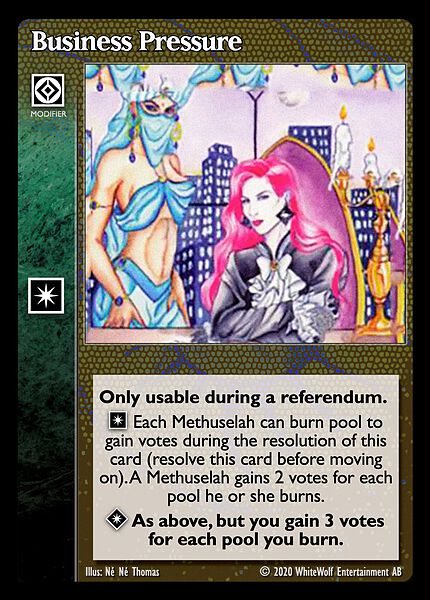 Business Pressure
MODIFIER
Only usable during a referendum.
Each Methuselah can burn pool to
gain votes during the resolution of this
card (resolve this card before moving
on). A Methuselah gains 2 votes for each
pool he or she burns.
As above, but you gain 3 votes
for each pool you burn.
Illus: Né Né Thomas
© 2020 WhiteWolf Entertainment AB